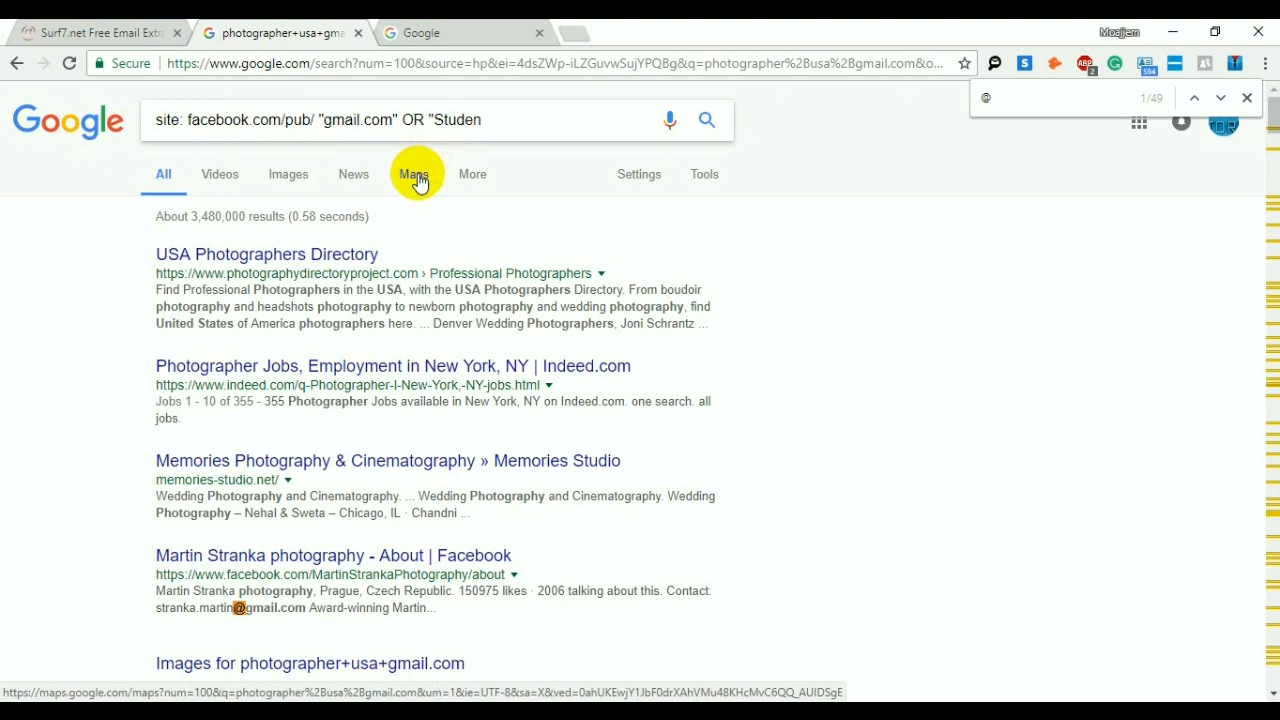 Surf7.net Free Email Extra
photographer+usa+gma
Google
Moajjem
Secure
https://www.google.com/search?num=100&source=hp&ei=4dsZWp-iLZGuvwSujYPQBg&q=photographer%2Busa%2Bgmail.com&o...
ABP
2
594
@
1/49
Google
site: facebook.com/pub/ "gmail.com" OR "Studen
All
Videos
Images
News
Maps
More
Settings
Tools
About 3,480,000 results (0.58 seconds)
USA Photographers Directory
https://www.photographydirectoryproject.com › Professional Photographers
Find Professional Photographers in the USA, with the USA Photographers Directory. From boudoir
photography and headshots photography to newborn photography and wedding photography, find
United States of America photographers here. ... Denver Wedding Photographers, Joni Schrantz ...
Photographer Jobs, Employment in New York, NY | Indeed.com
https://www.indeed.com/q-Photographer-l-New-York,-NY-jobs.html
Jobs 1 - 10 of 355 - 355 Photographer Jobs available in New York, NY on Indeed.com. one search. all
jobs.
Memories Photography & Cinematography » Memories Studio
memories-studio.net/
Wedding Photography and Cinematography. ... Wedding Photography and Cinematography. Wedding
Photography – Nehal & Sweta – Chicago, IL · Chandni ...
Martin Stranka photography - About | Facebook
https://www.facebook.com/MartinStrankaPhotography/about
Martin Stranka photography, Prague, Czech Republic. 150975 likes · 2006 talking about this. Contact:
stranka.martin@gmail.com Award-winning Martin...
Images for photographer+usa+gmail.com
https://maps.google.com/maps?num=100&q=photographer%2Busa%2Bgmail.com&um=1&ie=UTF-8&sa=X&ved=0ahUKEwjY1JbF0drXAhVMu48KHcMvC6QQ_AUIDSgE